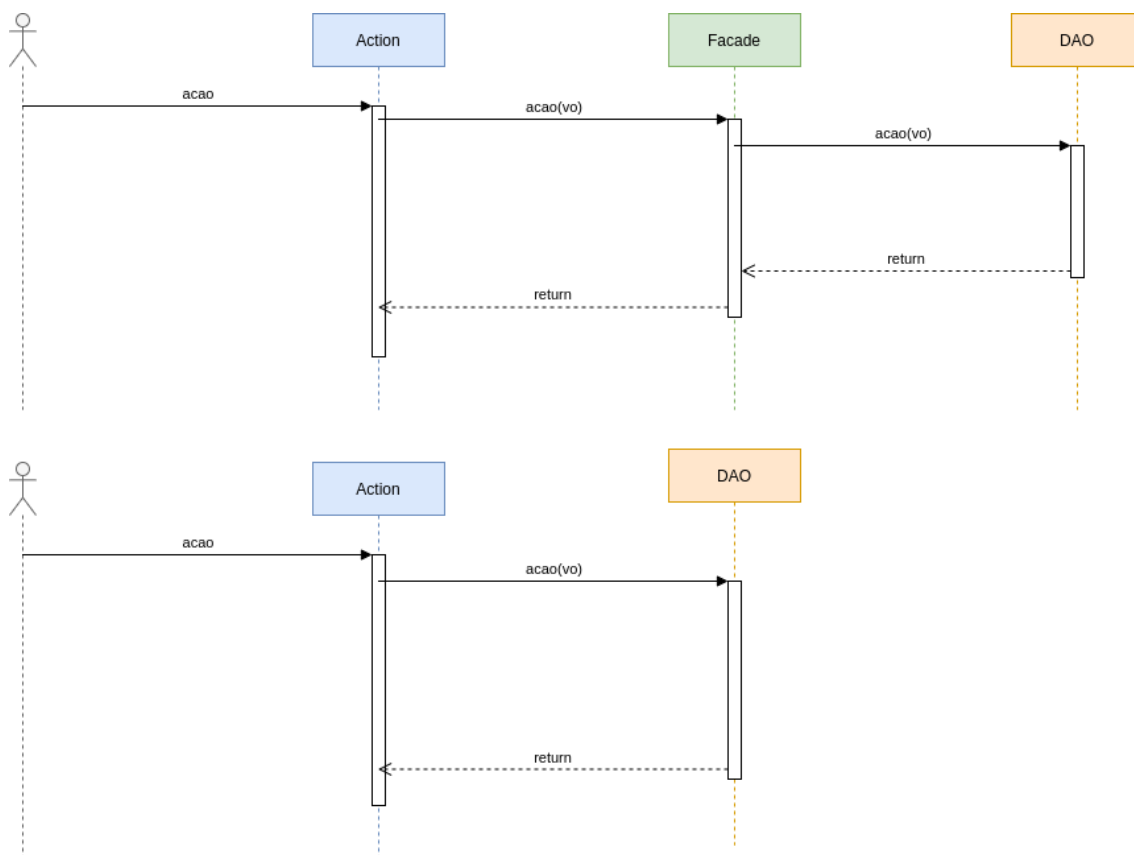 Action
Facade
DAO
acao
acao(vo)
acao(vo)
return
return
Action
DAO
acao
acao(vo)
return